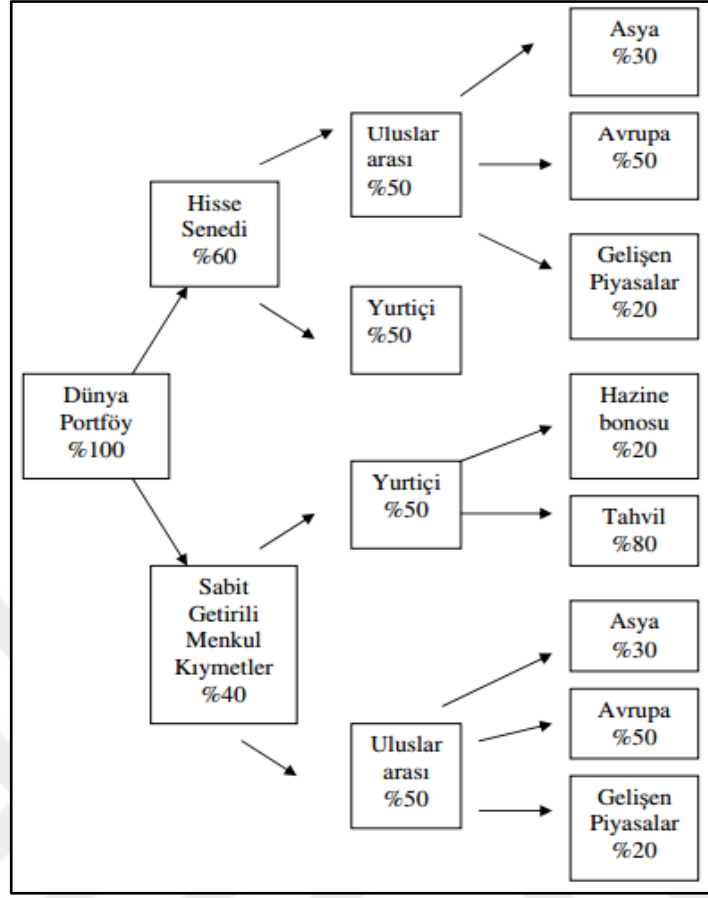 Dünya
Portföy
%100
Hisse
Senedi
%60
Uluslar
arası
%50
Asya
%30
Avrupa
%50
Gelişen
Piyasalar
%20
Yurtiçi
%50
Sabit
Getirili
Menkul
Kıymetler
%40
Yurtiçi
%50
Hazine
bonosu
%20
Tahvil
%80
Uluslar
arası
%50
Asya
%30
Avrupa
%50
Gelişen
Piyasalar
%20